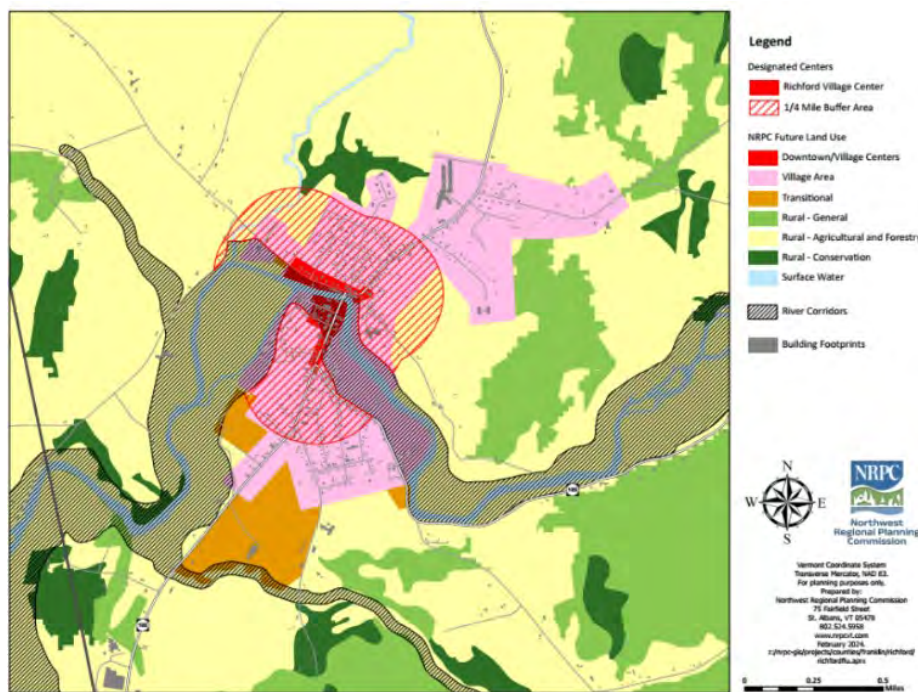 Legend
Designated Centers
Richford Village Center
1/4 Mile Buffer Area
NRPC Future Land Use
Downtown/Village Centers
Village Area
Transitional
Rural - General
Rural - Agricultural and Forestry
Rural - Conservation
Surface Water
River Corridors
Building Footprints
N
W
E
S
NRPC
Northwest
Regional Planning
Commission
Vermont Coordinate System
Transverse Mercator, NAD 83.
For planning purposes only.
Prepared by:
Northwest Regional Planning Commission
75 Fairfield Street
St. Albans, VT 05478
802.524.5958
www.nrpcvt.com
February 2024.
0 0.25 0.5
Miles